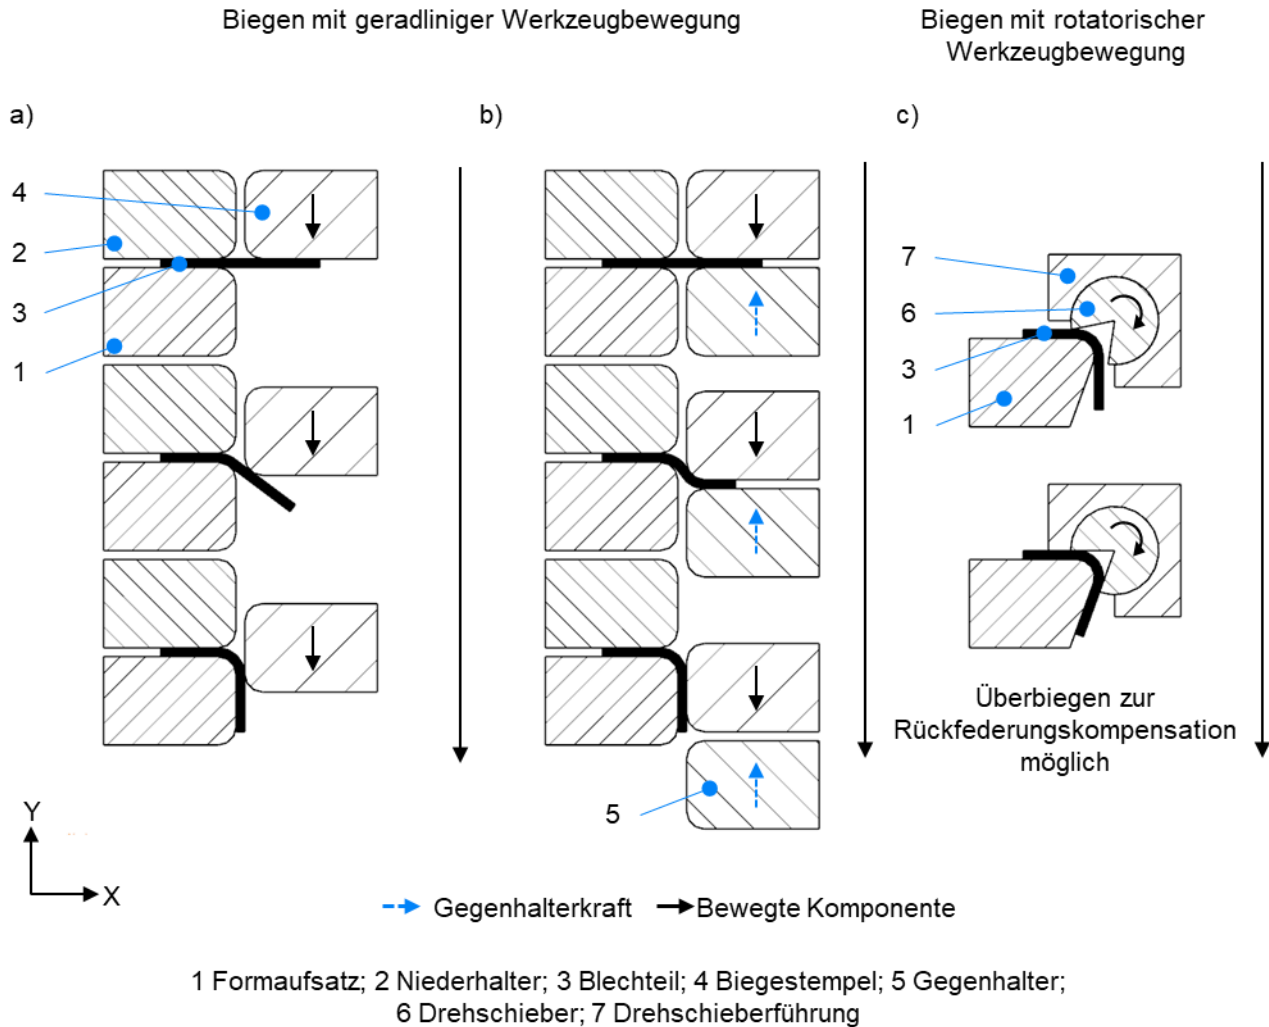 Biegen mit geradliniger Werkzeugbewegung
Biegen mit rotatorischer
Werkzeugbewegung
a)
b)
c)
4
2
3
1
5
7
6
3
1
Überbiegen zur
Rückfederungskompensation
möglich
Y
X
Gegenhalterkraft
Bewegte Komponente
1 Formaufsatz; 2 Niederhalter; 3 Blechteil; 4 Biegestempel; 5 Gegenhalter;
6 Drehschieber; 7 Drehschieberführung